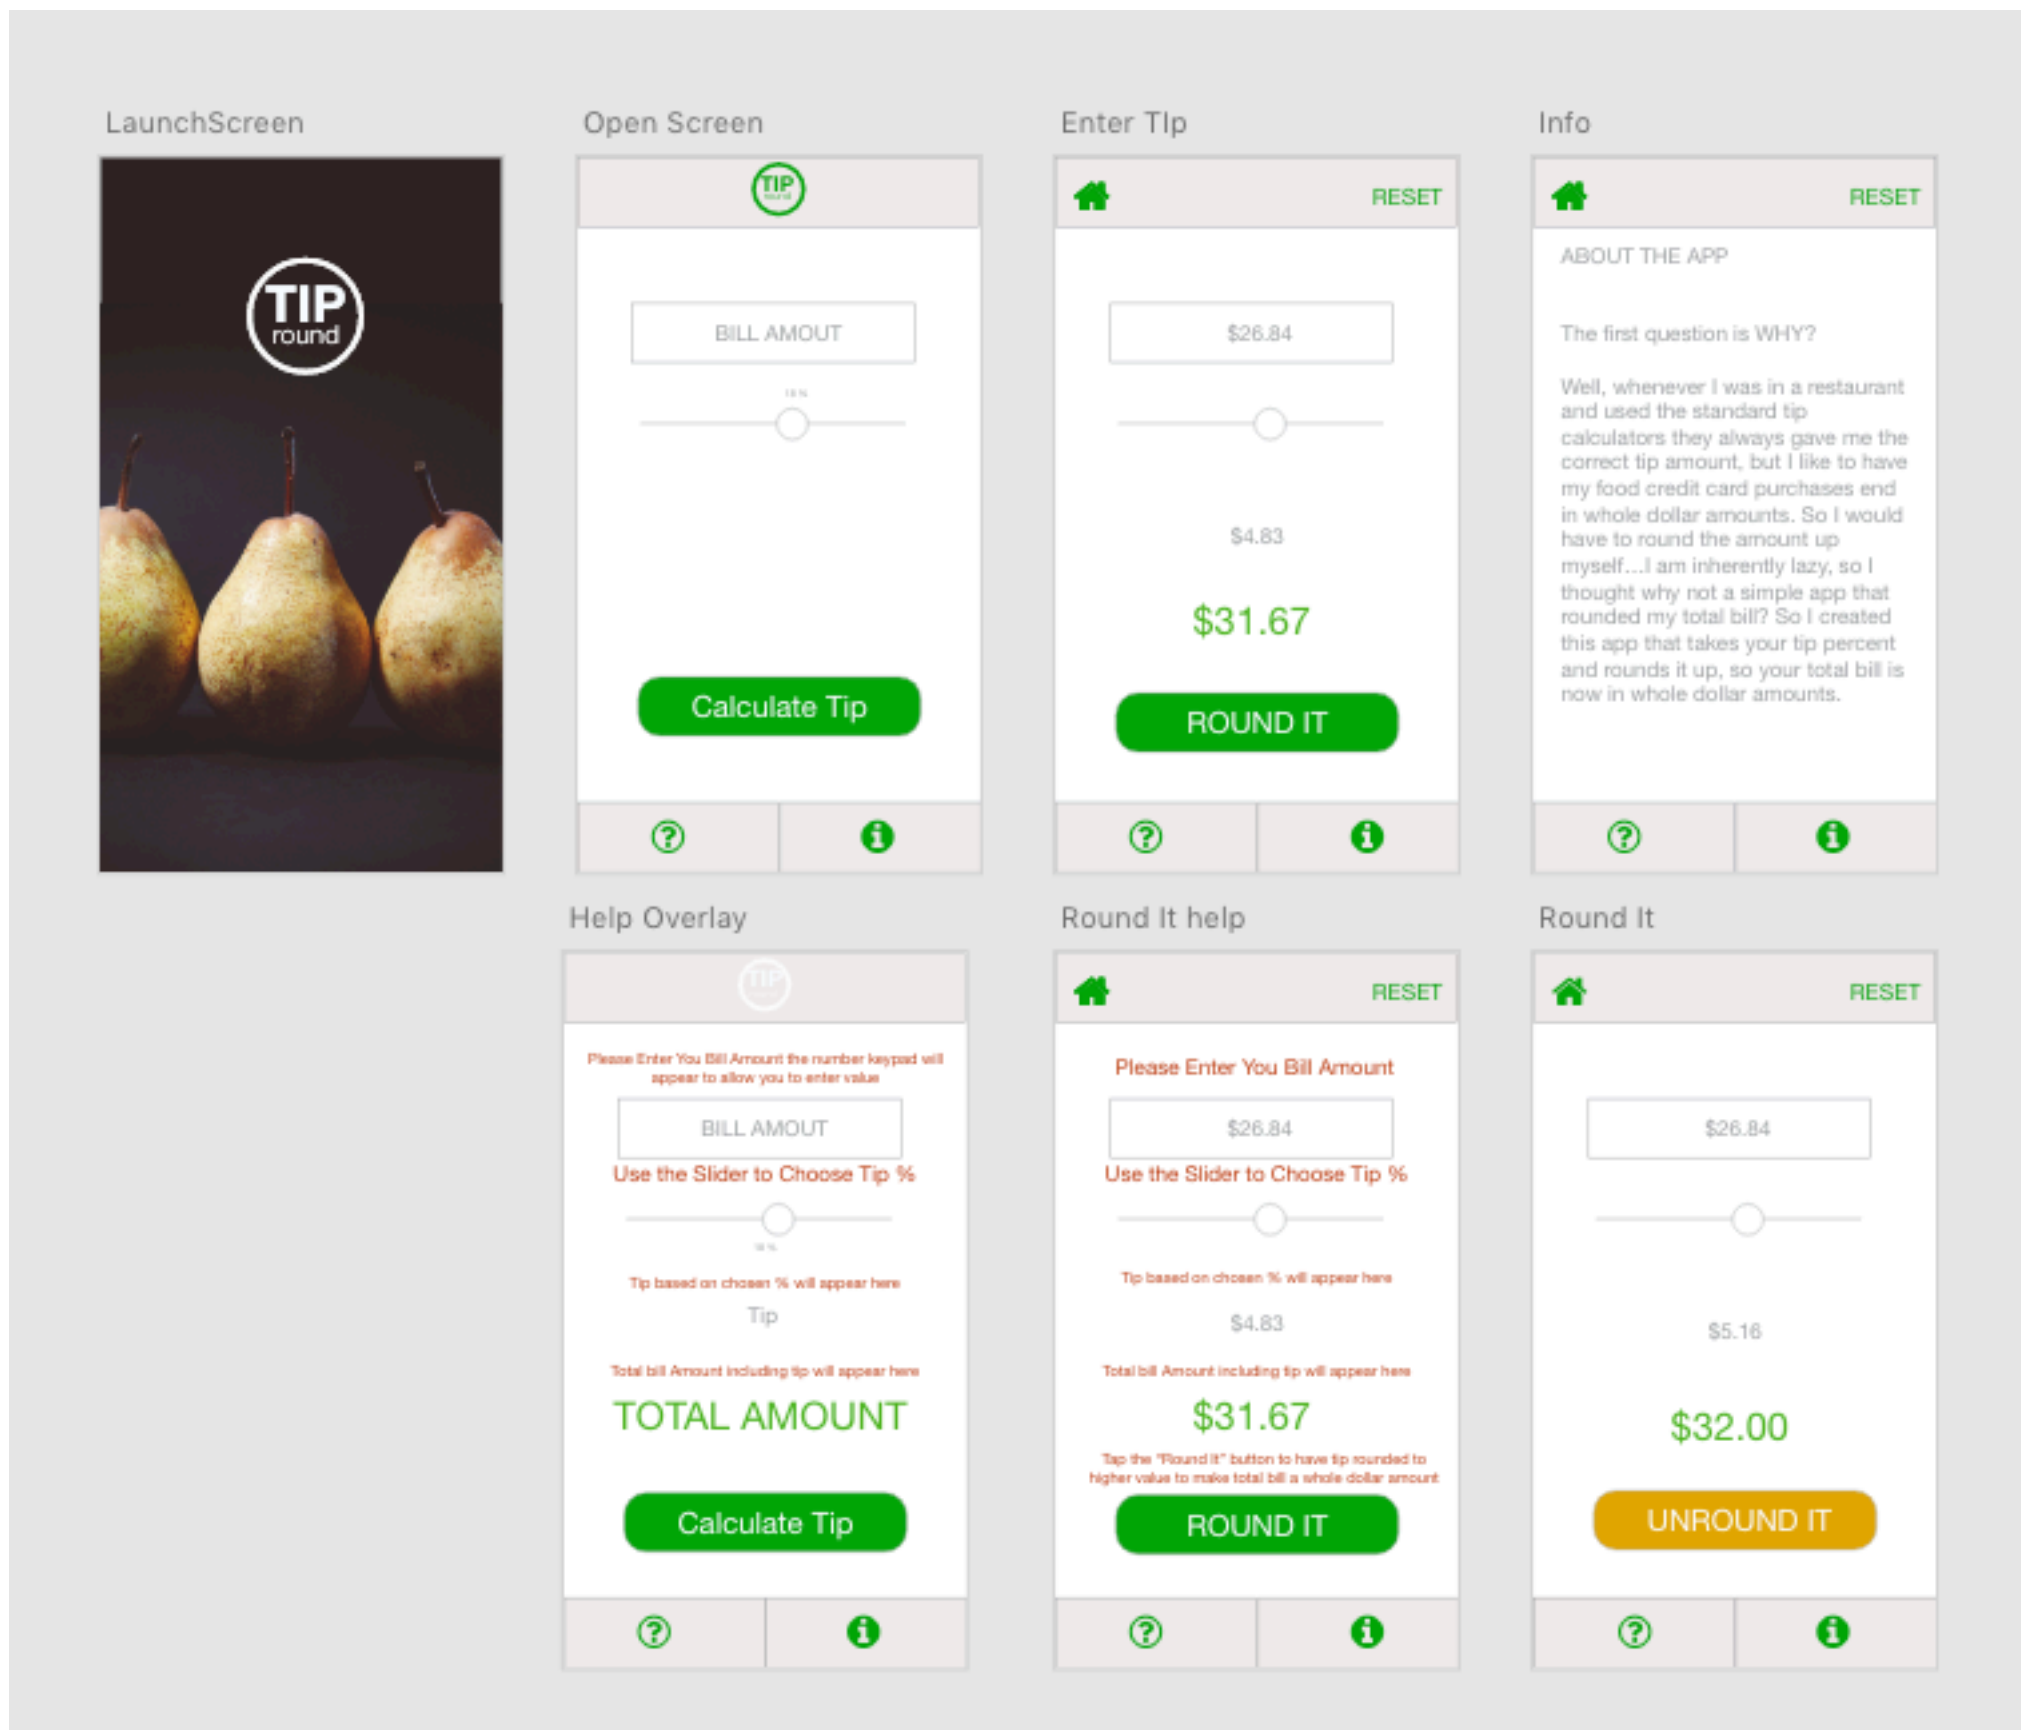 LaunchScreen
TIP
round
Open Screen
TIP
round
BILL AMOUT
18 %
Calculate Tip
Enter TIp
RESET
$26.84
$4.83
$31.67
ROUND IT
Info
RESET
ABOUT THE APP
The first question is WHY?
Well, whenever I was in a restaurant
and used the standard tip
calculators they always gave me the
correct tip amount, but I like to have
my food credit card purchases end
in whole dollar amounts. So I would
have to round the amount up
myself...I am inherently lazy, so I
thought why not a simple app that
rounded my total bill? So I created
this app that takes your tip percent
and rounds it up, so your total bill is
now in whole dollar amounts.
Help Overlay
TIP
Please Enter You Bill Amount the number keypad will
appear to allow you to enter value
BILL AMOUT
Use the Slider to Choose Tip %
18 %
Tip based on chosen % will appear here
Tip
Total bill Amount including tip will appear here
TOTAL AMOUNT
Calculate Tip
Round It help
RESET
Please Enter You Bill Amount
$26.84
Use the Slider to Choose Tip %
Tip based on chosen % will appear here
$4.83
Total bill Amount including tip will appear here
$31.67
Tap the "Round It" button to have tip rounded to
higher value to make total bill a whole dollar amount
ROUND IT
Round It
RESET
$26.84
$5.16
$32.00
UNROUND IT